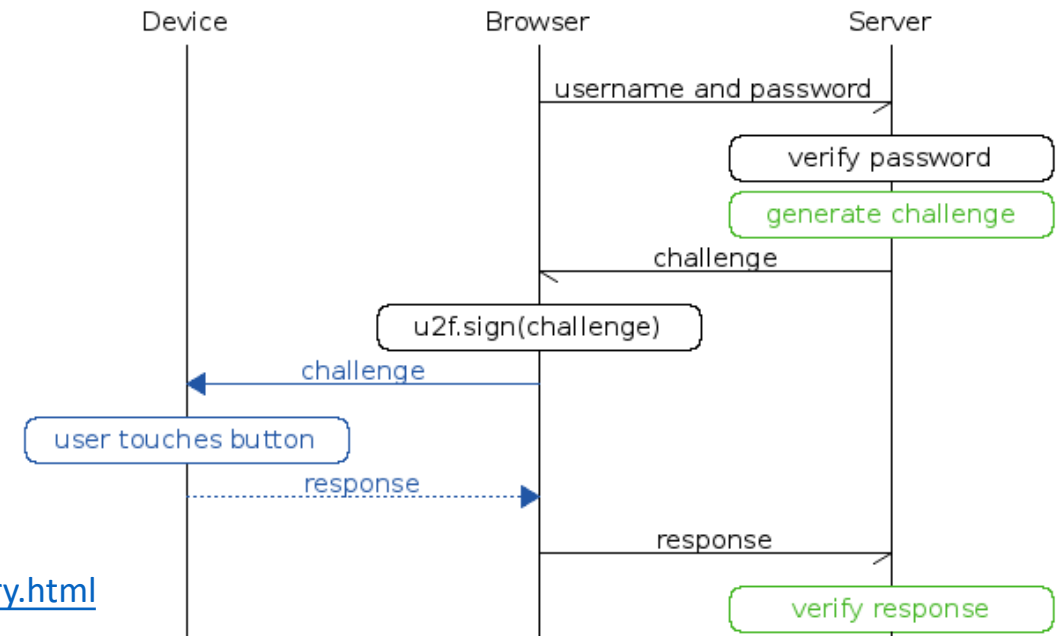 Device Browser Server
username and password
verify password
generate challenge
challenge
u2f.sign(challenge)
challenge
user touches button
response
response
ry.html
verify response